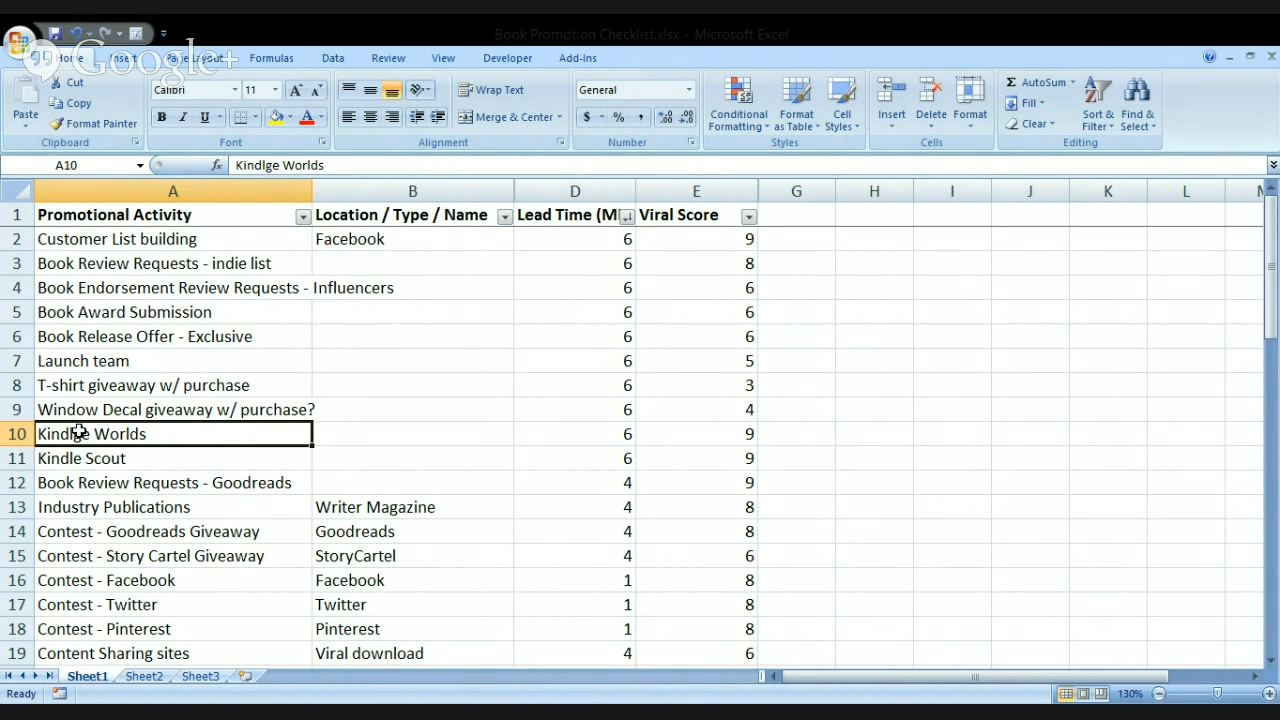 Book Promotion Checklist.xlsx - Microsoft Excel
Google+
Home Insert Page Layout Formulas Data Review View Developer Add-Ins
Paste
Cut
Copy
Format Painter
Clipboard
Calibri 11
B I U
Font
Wrap Text
Merge & Center
Alignment
General
$ % ,
Number
Conditional Formatting
Format as Table
Cell Styles
Styles
Insert Delete Format
Cells
AutoSum
Fill
Clear
Sort & Filter
Find & Select
Editing
A10 fx Kindlge Worlds
A B D E G H I J K L M
1 Promotional Activity Location / Type / Name Lead Time (M Viral Score
2 Customer List building Facebook 6 9
3 Book Review Requests - indie list 6 8
4 Book Endorsement Review Requests - Influencers 6 6
5 Book Award Submission 6 6
6 Book Release Offer - Exclusive 6 6
7 Launch team 6 5
8 T-shirt giveaway w/ purchase 6 3
9 Window Decal giveaway w/ purchase? 6 4
10 Kindlge Worlds 6 9
11 Kindle Scout 6 9
12 Book Review Requests - Goodreads 4 9
13 Industry Publications Writer Magazine 4 8
14 Contest - Goodreads Giveaway Goodreads 4 8
15 Contest - Story Cartel Giveaway StoryCartel 4 6
16 Contest - Facebook Facebook 1 8
17 Contest - Twitter Twitter 1 8
18 Contest - Pinterest Pinterest 1 8
19 Content Sharing sites Viral download 4 6
Sheet1 Sheet2 Sheet3
Ready 130%